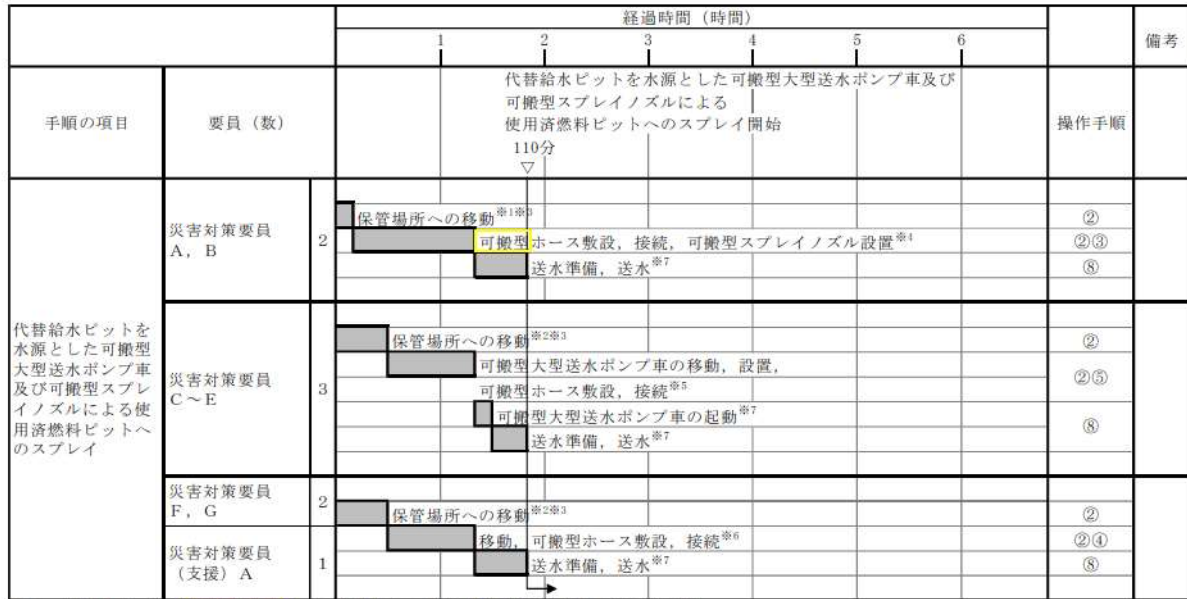 経過時間（時間）
備考
1 2 3 4 5 6
手順の項目
要員（数）
代替給水ピットを水源とした可搬型大型送水ポンプ車及び
可搬型スプレイノズルによる
使用済燃料ピットへのスプレイ開始
110分
▽
操作手順
代替給水ピットを
水源とした可搬型
大型送水ポンプ車
及び可搬型スプレ
イノズルによる使
用済燃料ピットへ
のスプレイ
災害対策要員
A，B
2
保管場所への移動※1※3
②
可搬型ホース敷設，接続，可搬型スプレイノズル設置※4
②③
送水準備，送水※7
⑧
災害対策要員
C～E
3
保管場所への移動※2※3
②
可搬型大型送水ポンプ車の移動，設置，
可搬型ホース敷設，接続※5
②⑤
可搬型大型送水ポンプ車の起動※7
送水準備，送水※7
⑧
災害対策要員
F，G
2
保管場所への移動※2※3
②
災害対策要員
（支援）A
1
移動，可搬型ホース敷設，接続※6
②④
送水準備，送水※7
⑧